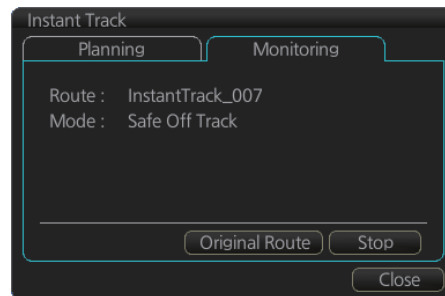 Instant Track
Planning
Monitoring
Route : InstantTrack_007
Mode : Safe Off Track
Original Route
Stop
Close